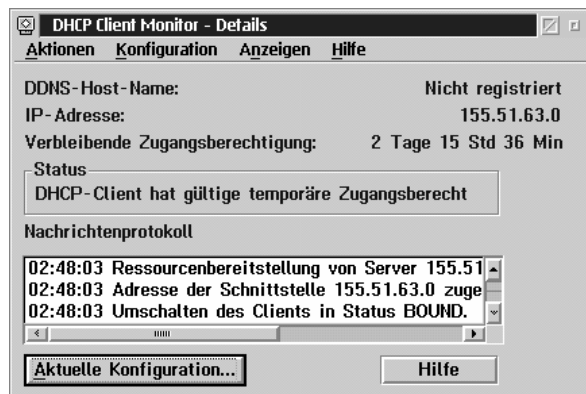 DHCP Client Monitor - Details
Aktionen Konfiguration Anzeigen Hilfe
DDNS-Host-Name: Nicht registriert
IP-Adresse: 155.51.63.0
Verbleibende Zugangsberechtigung: 2 Tage 15 Std 36 Min
Status
DHCP-Client hat gültige temporäre Zugangsberecht
Nachrichtenprotokoll
02:48:03 Ressourcenbereitstellung von Server 155.51
02:48:03 Adresse der Schnittstelle 155.51.63.0 zuge
02:48:03 Umschalten des Clients in Status BOUND.
Aktuelle Konfiguration... Hilfe